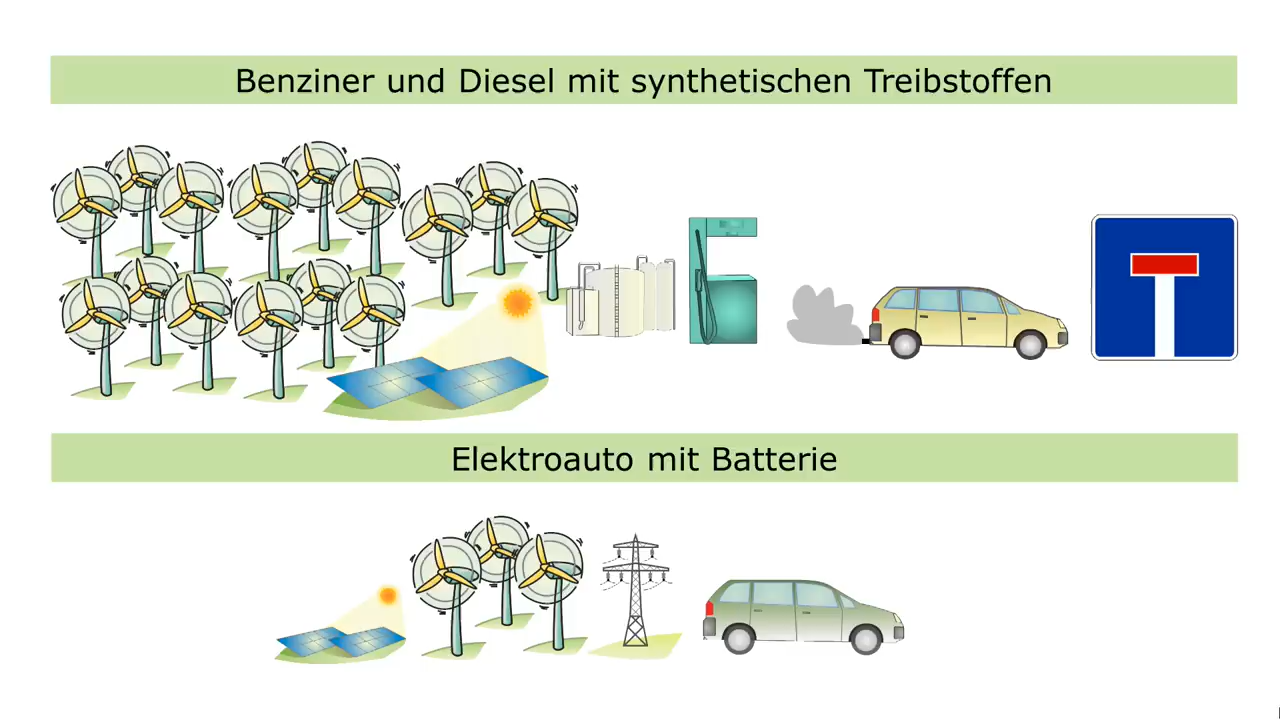 Benziner und Diesel mit synthetischen Treibstoffen
Elektroauto mit Batterie